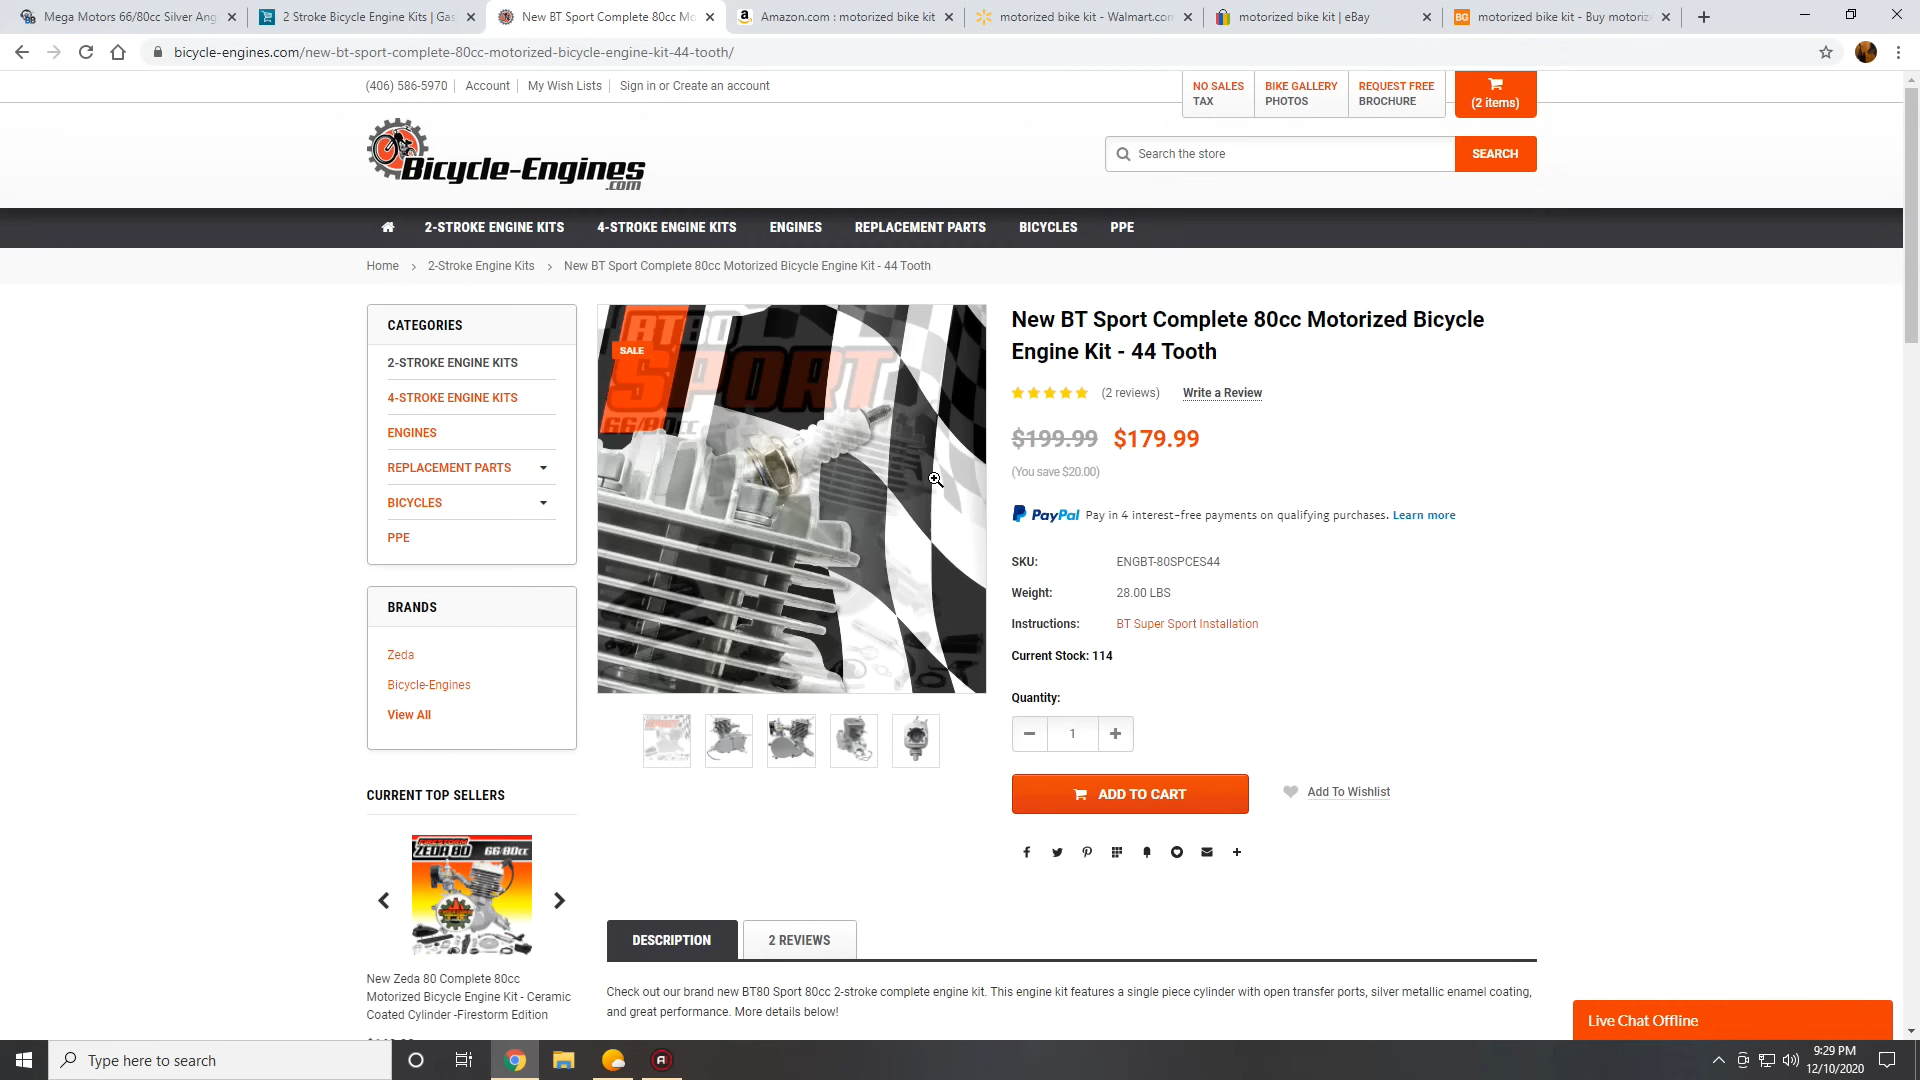 Mega Motors 66/80cc Silver Ang
2 Stroke Bicycle Engine Kits | Gas
New BT Sport Complete 80cc Mo
Amazon.com : motorized bike kit
motorized bike kit - Walmart.com
motorized bike kit | eBay
BG
motorized bike kit - Buy motoriz
bicycle-engines.com/new-bt-sport-complete-80cc-motorized-bicycle-engine-kit-44-tooth/
(406) 586-5970
Account
My Wish Lists
Sign in or Create an account
NO SALES
TAX
BIKE GALLERY
PHOTOS
REQUEST FREE
BROCHURE
(2 items)
Bicycle-Engines
.com
Search the store
SEARCH
2-STROKE ENGINE KITS
4-STROKE ENGINE KITS
ENGINES
REPLACEMENT PARTS
BICYCLES
PPE
Home > 2-Stroke Engine Kits > New BT Sport Complete 80cc Motorized Bicycle Engine Kit - 44 Tooth
CATEGORIES
2-STROKE ENGINE KITS
4-STROKE ENGINE KITS
ENGINES
REPLACEMENT PARTS
BICYCLES
PPE
BRANDS
Zeda
Bicycle-Engines
View All
CURRENT TOP SELLERS
ZEDA 80
66/80cc
New Zeda 80 Complete 80cc
Motorized Bicycle Engine Kit - Ceramic
Coated Cylinder -Firestorm Edition
BT80
SALE
SPORT
66/80cc
New BT Sport Complete 80cc Motorized Bicycle
Engine Kit - 44 Tooth
(2 reviews)
Write a Review
$199.99 $179.99
(You save $20.00)
PayPal Pay in 4 interest-free payments on qualifying purchases. Learn more
SKU: ENGBT-80SPCES44
Weight: 28.00 LBS
Instructions: BT Super Sport Installation
Current Stock: 114
Quantity:
1
ADD TO CART
Add To Wishlist
DESCRIPTION
2 REVIEWS
Check out our brand new BT80 Sport 80cc 2-stroke complete engine kit. This engine kit features a single piece cylinder with open transfer ports, silver metallic enamel coating,
and great performance. More details below!
Live Chat Offline
Type here to search
9:29 PM
12/10/2020